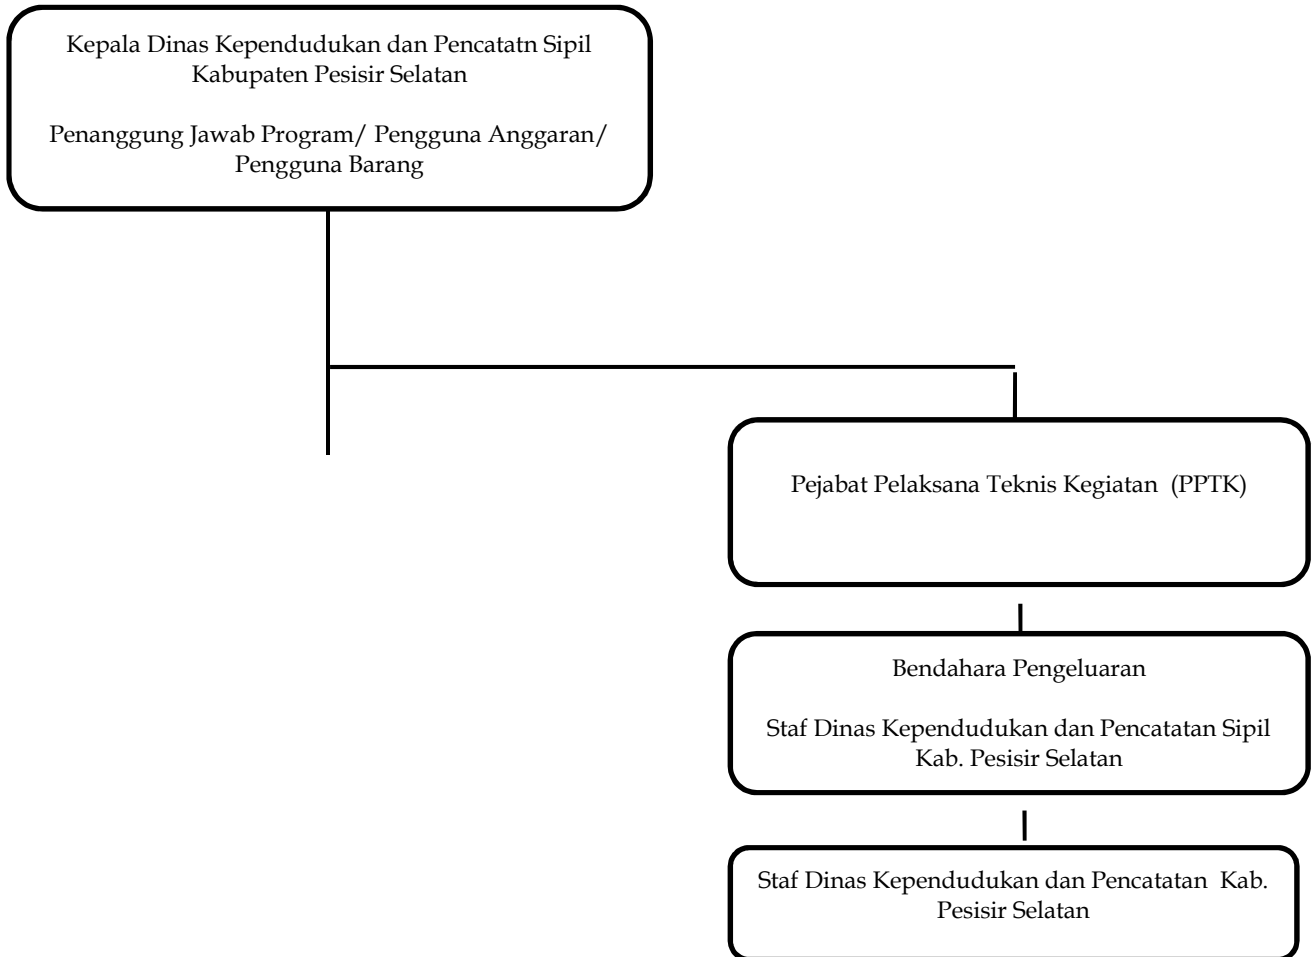 Kepala Dinas Kependudukan dan Pencatatn Sipil
Kabupaten Pesisir Selatan
Penanggung Jawab Program/ Pengguna Anggaran/
Pengguna Barang
Pejabat Pelaksana Teknis Kegiatan (PPTK)
Bendahara Pengeluaran
Staf Dinas Kependudukan dan Pencatatan Sipil
Kab. Pesisir Selatan
Staf Dinas Kependudukan dan Pencatatan Kab.
Pesisir Selatan